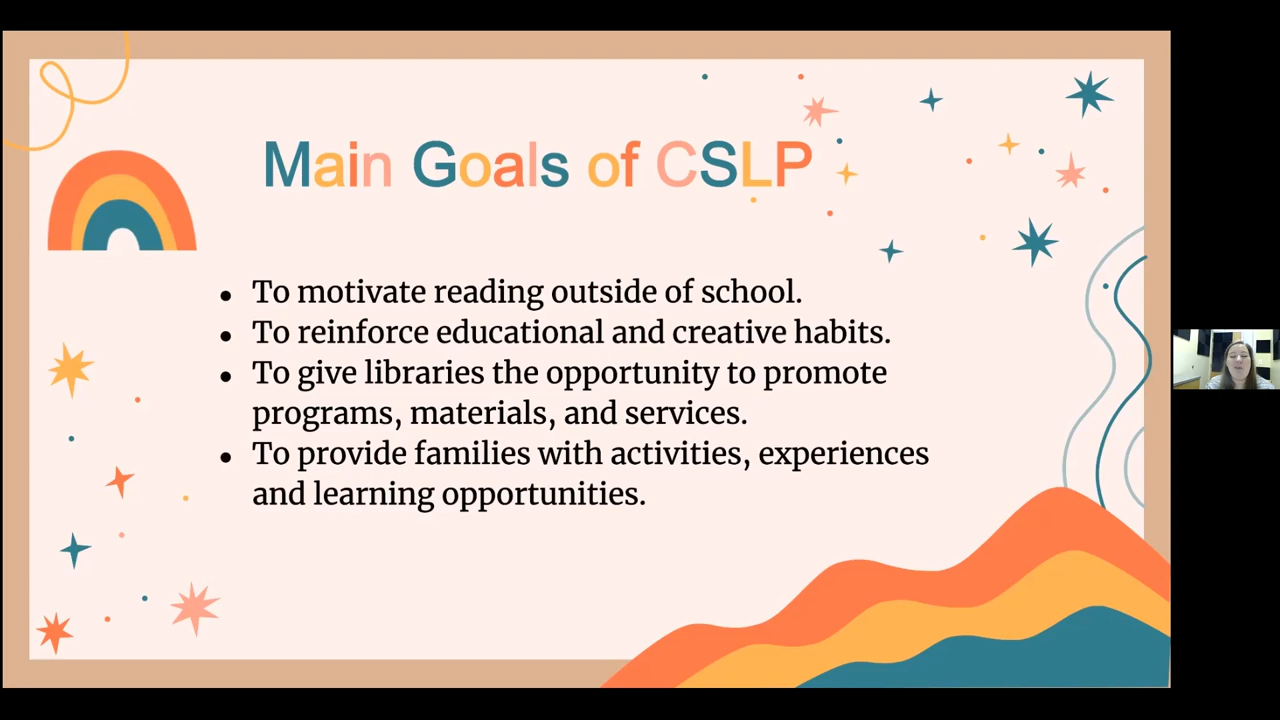 Main Goals of CSLP
● To motivate reading outside of school.
● To reinforce educational and creative habits.
● To give libraries the opportunity to promote
programs, materials, and services.
● To provide families with activities, experiences
and learning opportunities.